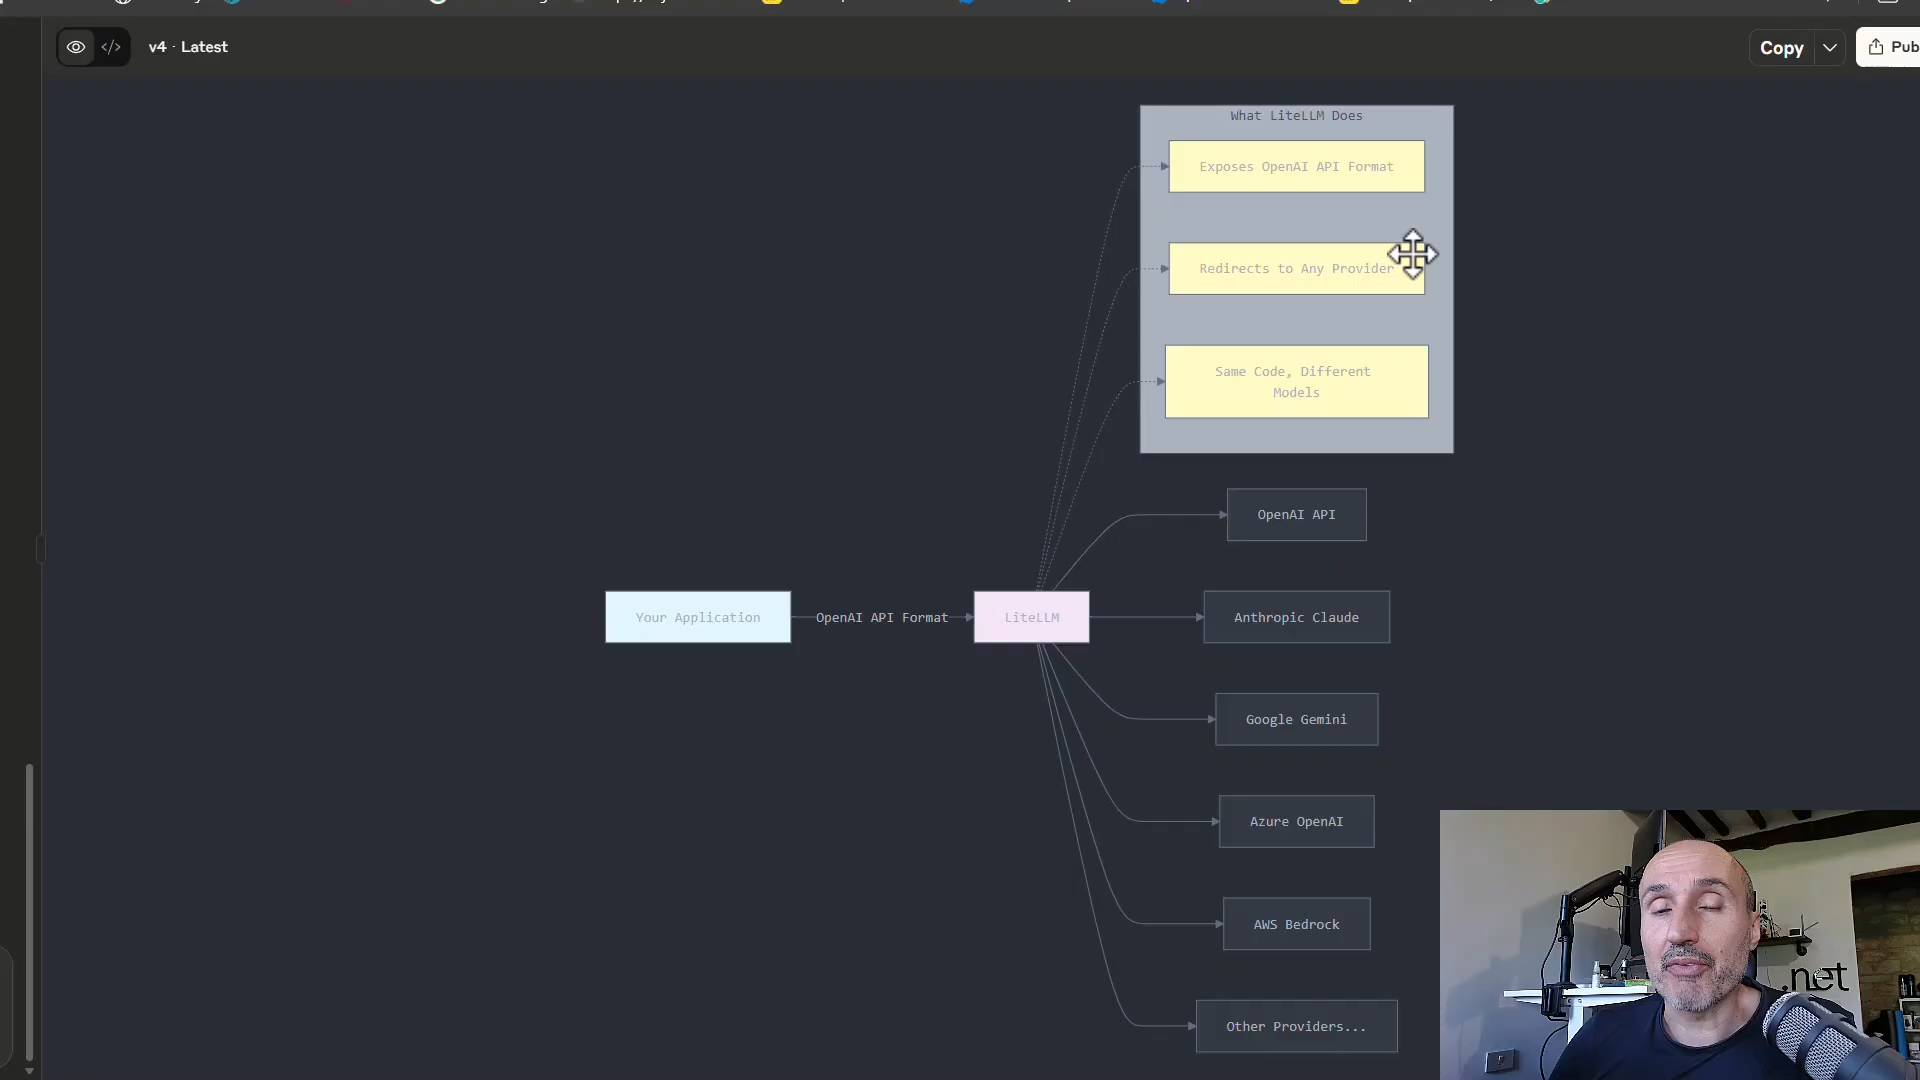 v4 · Latest
Copy
Pub
What LiteLLM Does
Exposes OpenAI API Format
Redirects to Any Provider
Same Code, Different
Models
OpenAI API
Your Application
OpenAI API Format
LiteLLM
Anthropic Claude
Google Gemini
Azure OpenAI
AWS Bedrock
Other Providers...
.net